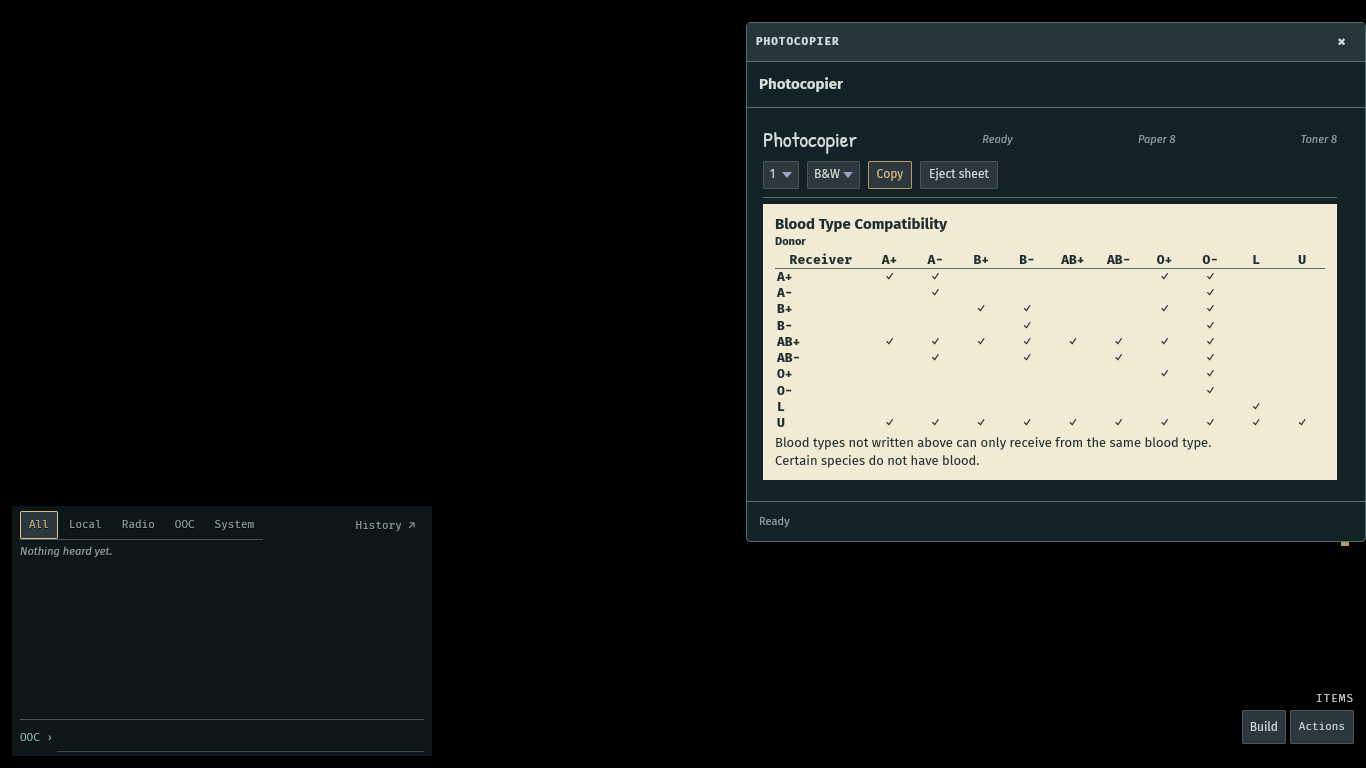 PHOTOCOPIER ✖
Photocopier
Photocopier Ready Paper 8 Toner 8
1 B&W Copy Eject sheet
Blood Type Compatibility
Donor
Receiver A+ A- B+ B- AB+ AB- O+ O- L U
A+ ✓ ✓ ✓ ✓
A- ✓ ✓
B+ ✓ ✓ ✓ ✓
B- ✓ ✓
AB+ ✓ ✓ ✓ ✓ ✓ ✓ ✓ ✓
AB- ✓ ✓ ✓ ✓
O+ ✓ ✓
O- ✓
L ✓
U ✓ ✓ ✓ ✓ ✓ ✓ ✓ ✓ ✓ ✓
Blood types not written above can only receive from the same blood type.
Certain species do not have blood.
Ready
All Local Radio OOC System History ↗
Nothing heard yet.
OOC ›
ITEMS
Build Actions